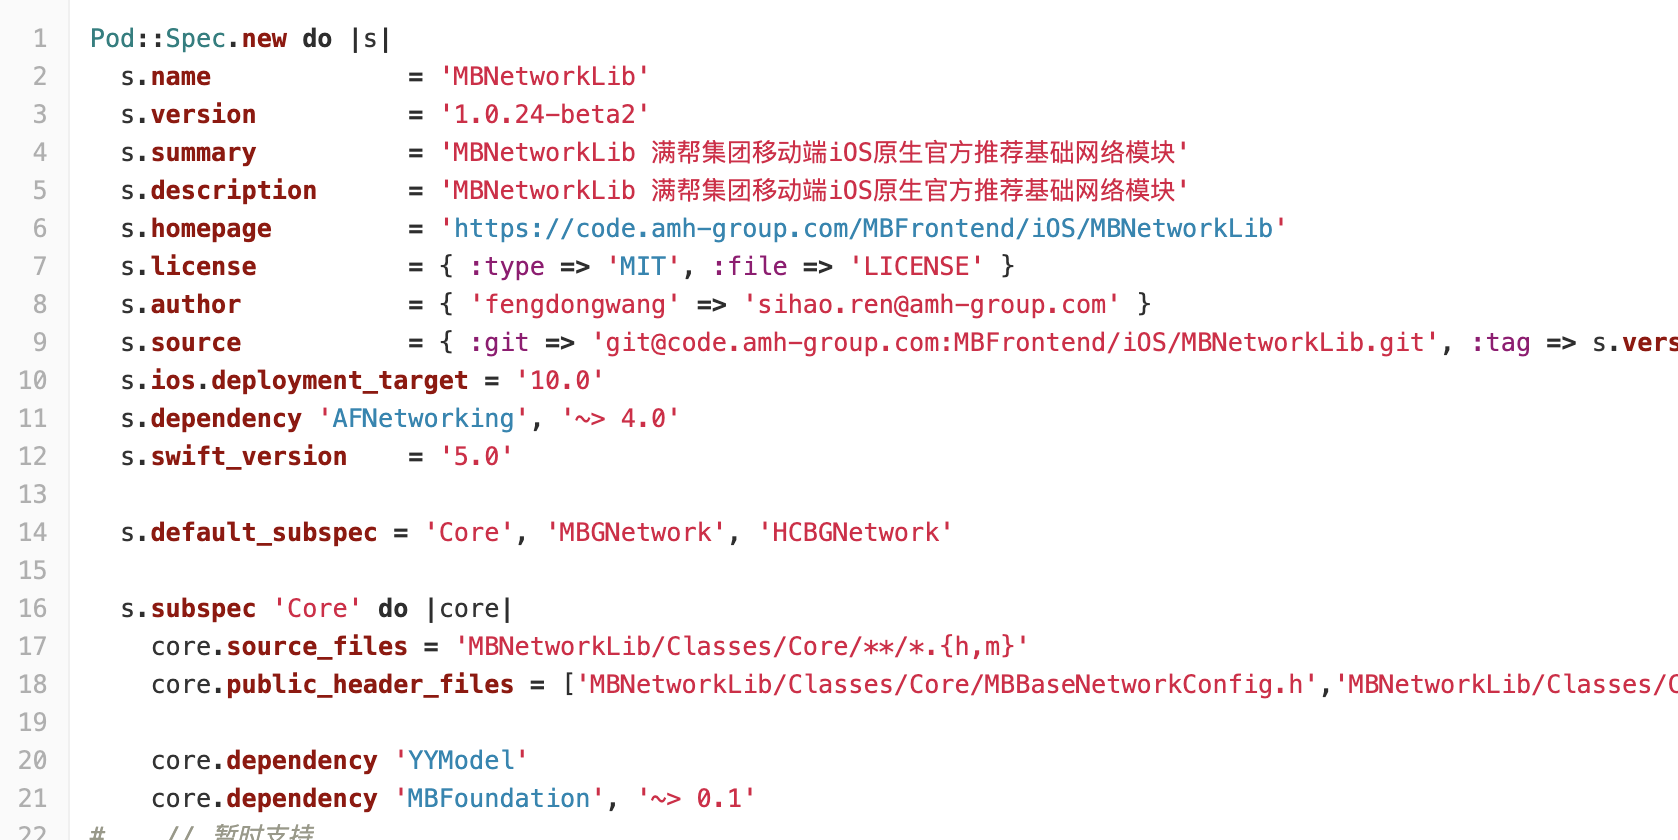 1 Pod::Spec.new do |s|
2 s.name = 'MBNetworkLib'
3 s.version = '1.0.24-beta2'
4 s.summary = 'MBNetworkLib 满帮集团移动端iOS原生官方推荐基础网络模块'
5 s.description = 'MBNetworkLib 满帮集团移动端iOS原生官方推荐基础网络模块'
6 s.homepage = 'https://code.amh-group.com/MBFrontend/iOS/MBNetworkLib'
7 s.license = { :type => 'MIT', :file => 'LICENSE' }
8 s.author = { 'fengdongwang' => 'sihao.ren@amh-group.com' }
9 s.source = { :git => 'git@code.amh-group.com:MBFrontend/iOS/MBNetworkLib.git', :tag => s.vers
10 s.ios.deployment_target = '10.0'
11 s.dependency 'AFNetworking', '~> 4.0'
12 s.swift_version = '5.0'
13
14 s.default_subspec = 'Core', 'MBGNetwork', 'HCBGNetwork'
15
16 s.subspec 'Core' do |core|
17 core.source_files = 'MBNetworkLib/Classes/Core/**/*.{h,m}'
18 core.public_header_files = ['MBNetworkLib/Classes/Core/MBBaseNetworkConfig.h','MBNetworkLib/Classes/C
19
20 core.dependency 'YYModel'
21 core.dependency 'MBFoundation', '~> 0.1'
22 # // 暂时支持